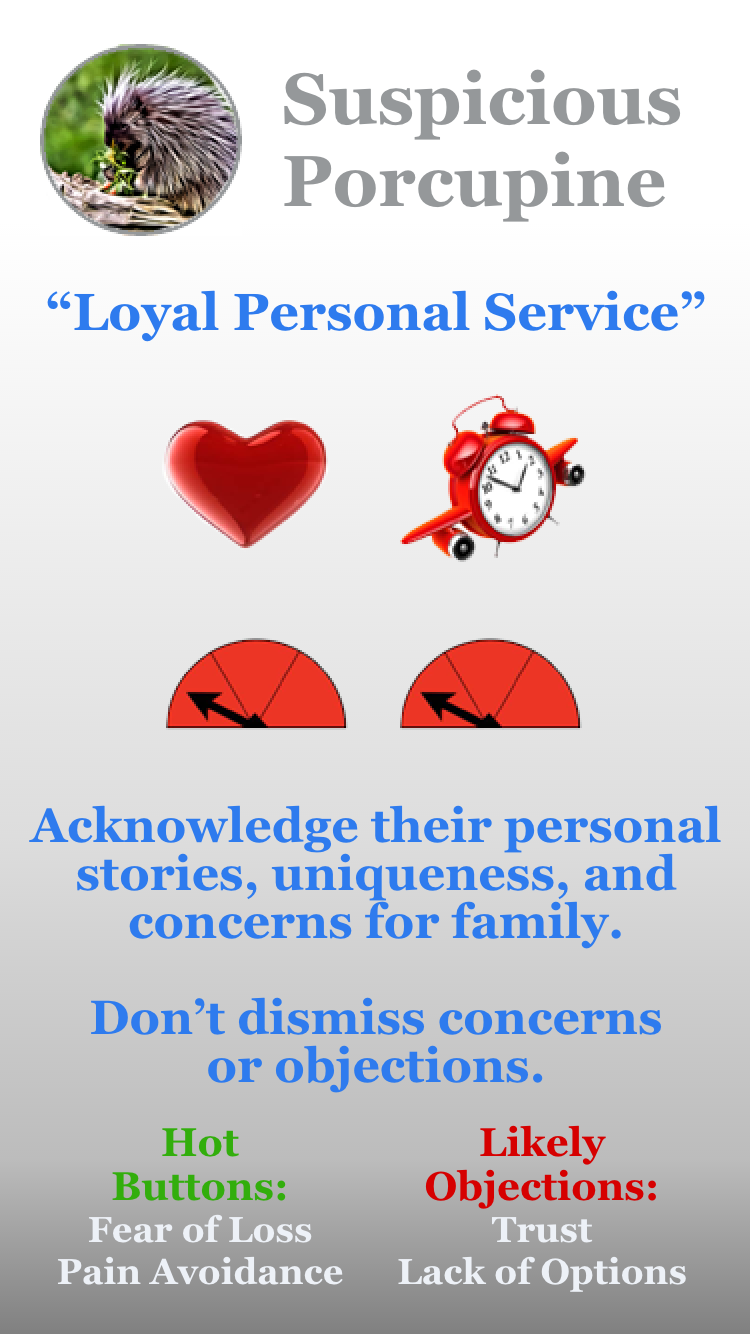 Suspicious
Porcupine
“Loyal Personal Service”
Acknowledge their personal
stories, uniqueness, and
concerns for family.
Don’t dismiss concerns
or objections.
Hot
Buttons:
Fear of Loss
Pain Avoidance
Likely
Objections:
Trust
Lack of Options